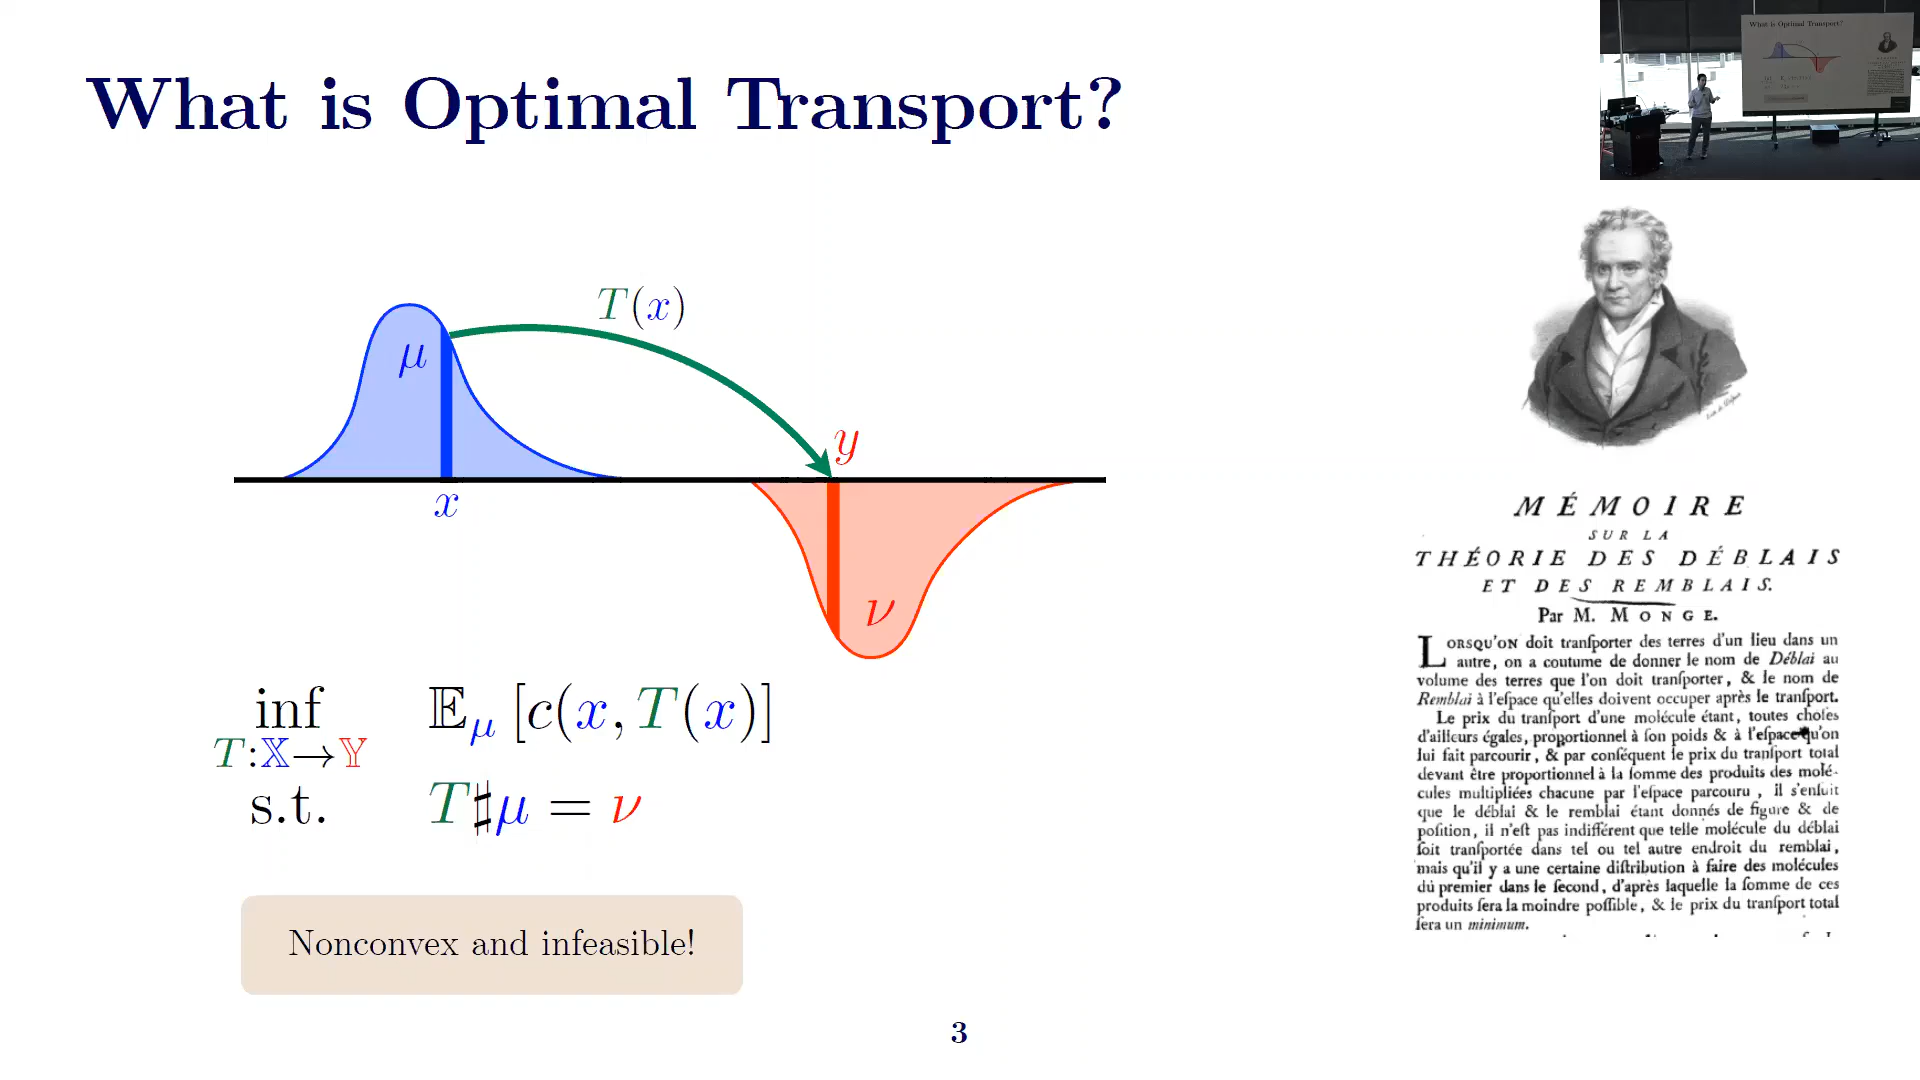 What is Optimal Transport?
T(x)
μ
y
x
ν
inf E_μ [c(x, T(x)]
T:𝕏→𝕐
s.t. T♯μ = ν
Nonconvex and infeasible!
3
MÉMOIRE
SUR LA
THÉORIE DES DÉBLAIS
ET DES REMBLAIS.
Par M. MONGE.
LORSQU'ON doit tranſporter des terres d'un lieu dans un
autre, on a coutume de donner le nom de Déblai au
volume des terres que l'on doit tranſporter, & le nom de
Remblai à l'eſpace qu'elles doivent occuper après le tranſport.
Le prix du tranſport d'une molécule étant, toutes choſes
d'ailleurs égales, proportionnel à ſon poids & à l'eſpace qu'on
lui fait parcourir, & par conſéquent le prix du tranſport total
devant être proportionnel à la ſomme des produits des molé-
cules multipliées chacune par l'eſpace parcouru, il s'enſuit
que le déblai & le remblai étant donnés de figure & de
poſition, il n'eſt pas indifférent que telle molécule du déblai
ſoit tranſportée dans tel ou tel autre endroit du remblai,
mais qu'il y a une certaine diſtribution à faire des molécules
du premier dans le ſecond, d'après laquelle la ſomme de ces
produits ſera la moindre poſſible, & le prix du tranſport total
ſera un minimum.
What is Optimal Transport?